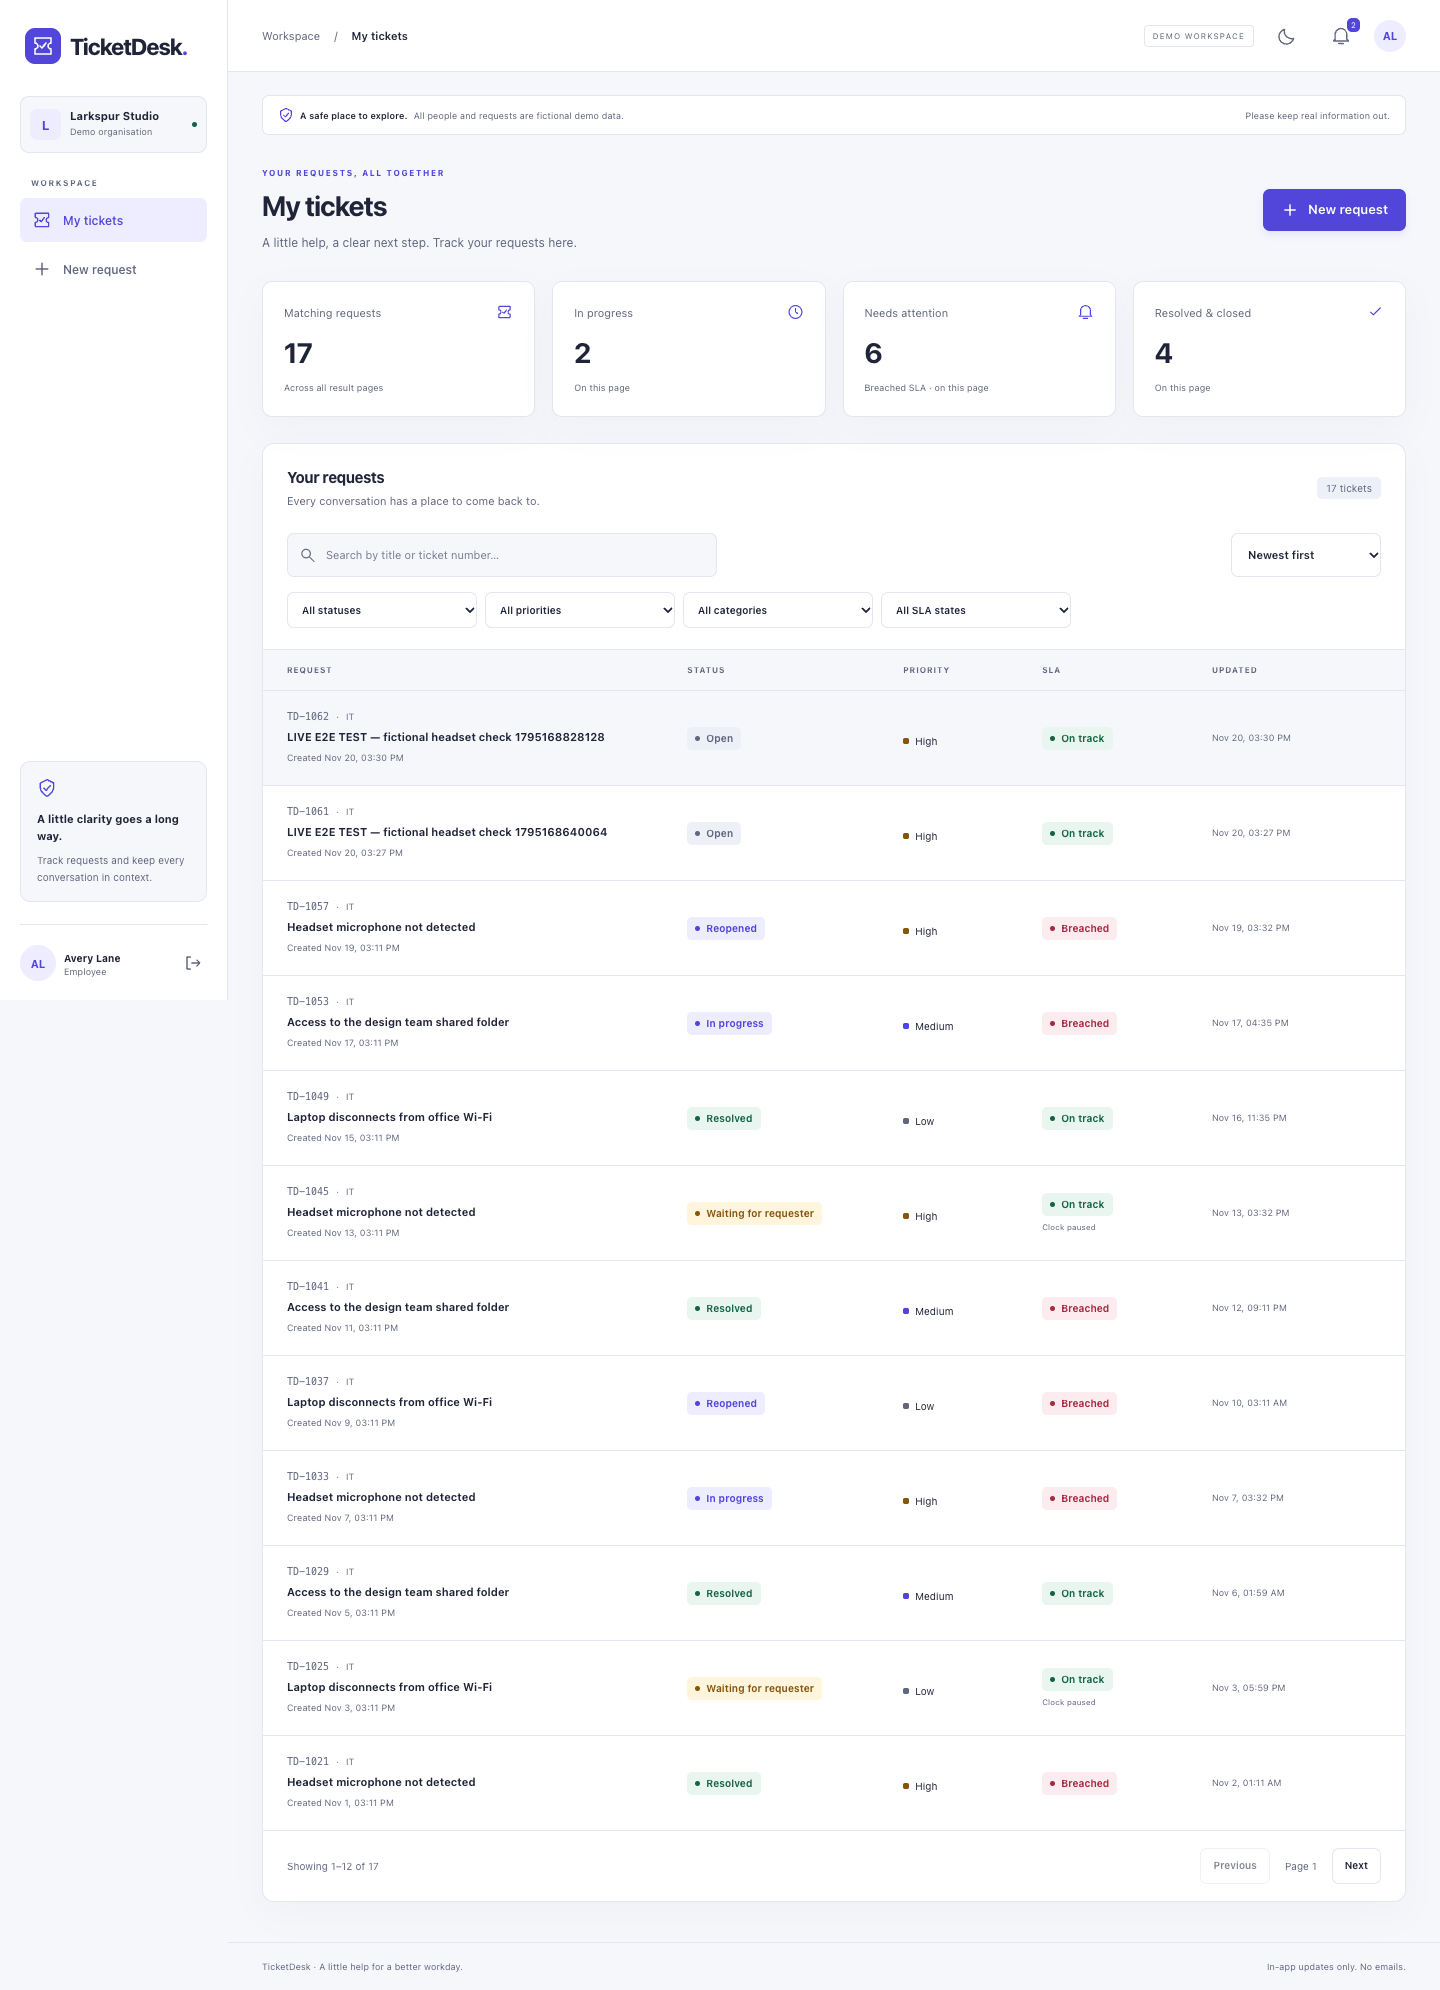 TicketDesk.
Workspace / My tickets
DEMO WORKSPACE
2
AL
L
Larkspur Studio
Demo organisation
WORKSPACE
My tickets
New request
A little clarity goes a long
way.
Track requests and keep every
conversation in context.
AL
Avery Lane
Employee
A safe place to explore. All people and requests are fictional demo data.
Please keep real information out.
YOUR REQUESTS, ALL TOGETHER
My tickets
A little help, a clear next step. Track your requests here.
New request
Matching requests
17
Across all result pages
In progress
2
On this page
Needs attention
6
Breached SLA · on this page
Resolved & closed
4
On this page
Your requests
Every conversation has a place to come back to.
17 tickets
Search by title or ticket number...
Newest first
All statuses
All priorities
All categories
All SLA states
REQUEST STATUS PRIORITY SLA UPDATED
TD-1062 · IT
LIVE E2E TEST — fictional headset check 1795168828128
Created Nov 20, 03:30 PM
Open
High
On track
Nov 20, 03:30 PM
TD-1061 · IT
LIVE E2E TEST — fictional headset check 1795168640064
Created Nov 20, 03:27 PM
Open
High
On track
Nov 20, 03:27 PM
TD-1057 · IT
Headset microphone not detected
Created Nov 19, 03:11 PM
Reopened
High
Breached
Nov 19, 03:32 PM
TD-1053 · IT
Access to the design team shared folder
Created Nov 17, 03:11 PM
In progress
Medium
Breached
Nov 17, 04:35 PM
TD-1049 · IT
Laptop disconnects from office Wi-Fi
Created Nov 15, 03:11 PM
Resolved
Low
On track
Nov 16, 11:35 PM
TD-1045 · IT
Headset microphone not detected
Created Nov 13, 03:11 PM
Waiting for requester
High
On track
Clock paused
Nov 13, 03:32 PM
TD-1041 · IT
Access to the design team shared folder
Created Nov 11, 03:11 PM
Resolved
Medium
Breached
Nov 12, 09:11 PM
TD-1037 · IT
Laptop disconnects from office Wi-Fi
Created Nov 9, 03:11 PM
Reopened
Low
Breached
Nov 10, 03:11 AM
TD-1033 · IT
Headset microphone not detected
Created Nov 7, 03:11 PM
In progress
High
Breached
Nov 7, 03:32 PM
TD-1029 · IT
Access to the design team shared folder
Created Nov 5, 03:11 PM
Resolved
Medium
On track
Nov 6, 01:59 AM
TD-1025 · IT
Laptop disconnects from office Wi-Fi
Created Nov 3, 03:11 PM
Waiting for requester
Low
On track
Clock paused
Nov 3, 05:59 PM
TD-1021 · IT
Headset microphone not detected
Created Nov 1, 03:11 PM
Resolved
High
Breached
Nov 2, 01:11 AM
Showing 1–12 of 17
Previous
Page 1
Next
TicketDesk · A little help for a better workday.
In-app updates only. No emails.